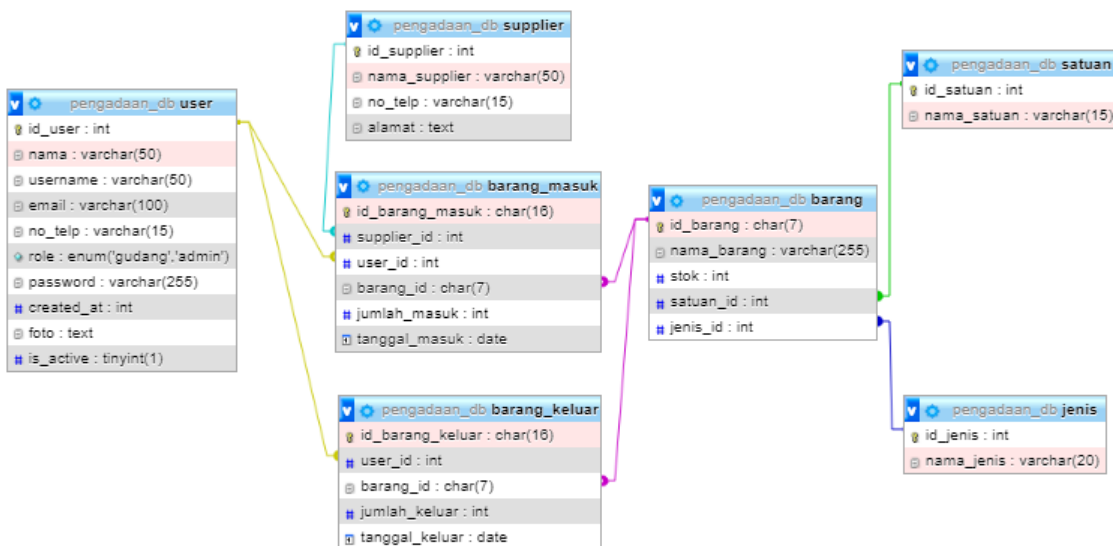 pengadaan_db user
id_user : int
nama : varchar(50)
username : varchar(50)
email : varchar(100)
no_telp : varchar(15)
role : enum('gudang','admin')
password : varchar(255)
created_at : int
foto : text
is_active : tinyint(1)
pengadaan_db supplier
id_supplier : int
nama_supplier : varchar(50)
no_telp : varchar(15)
alamat : text
pengadaan_db barang_masuk
id_barang_masuk : char(16)
supplier_id : int
user_id : int
barang_id : char(7)
jumlah_masuk : int
tanggal_masuk : date
pengadaan_db barang_keluar
id_barang_keluar : char(16)
user_id : int
barang_id : char(7)
jumlah_keluar : int
tanggal_keluar : date
pengadaan_db barang
id_barang : char(7)
nama_barang : varchar(255)
stok : int
satuan_id : int
jenis_id : int
pengadaan_db satuan
id_satuan : int
nama_satuan : varchar(15)
pengadaan_db jenis
id_jenis : int
nama_jenis : varchar(20)